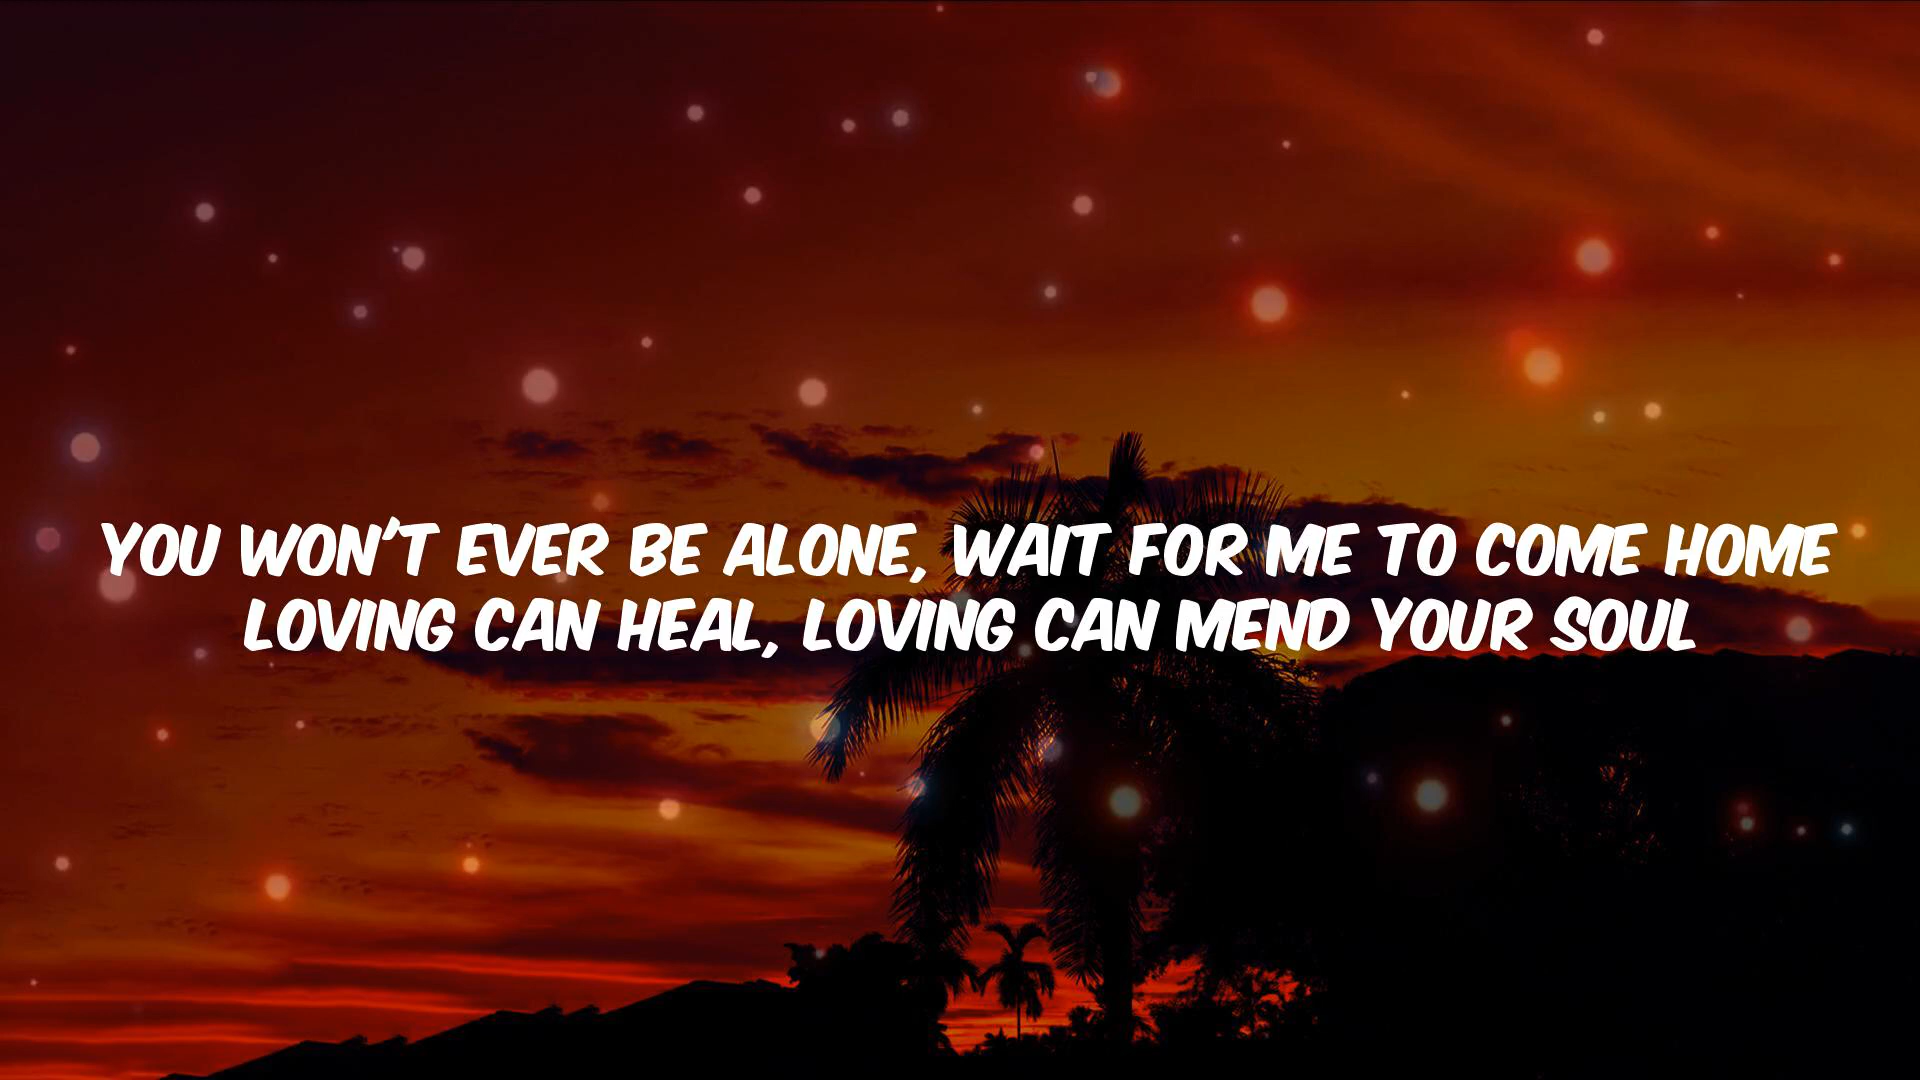 YOU WON'T EVER BE ALONE, WAIT FOR ME TO COME HOME
LOVING CAN HEAL, LOVING CAN MEND YOUR SOUL